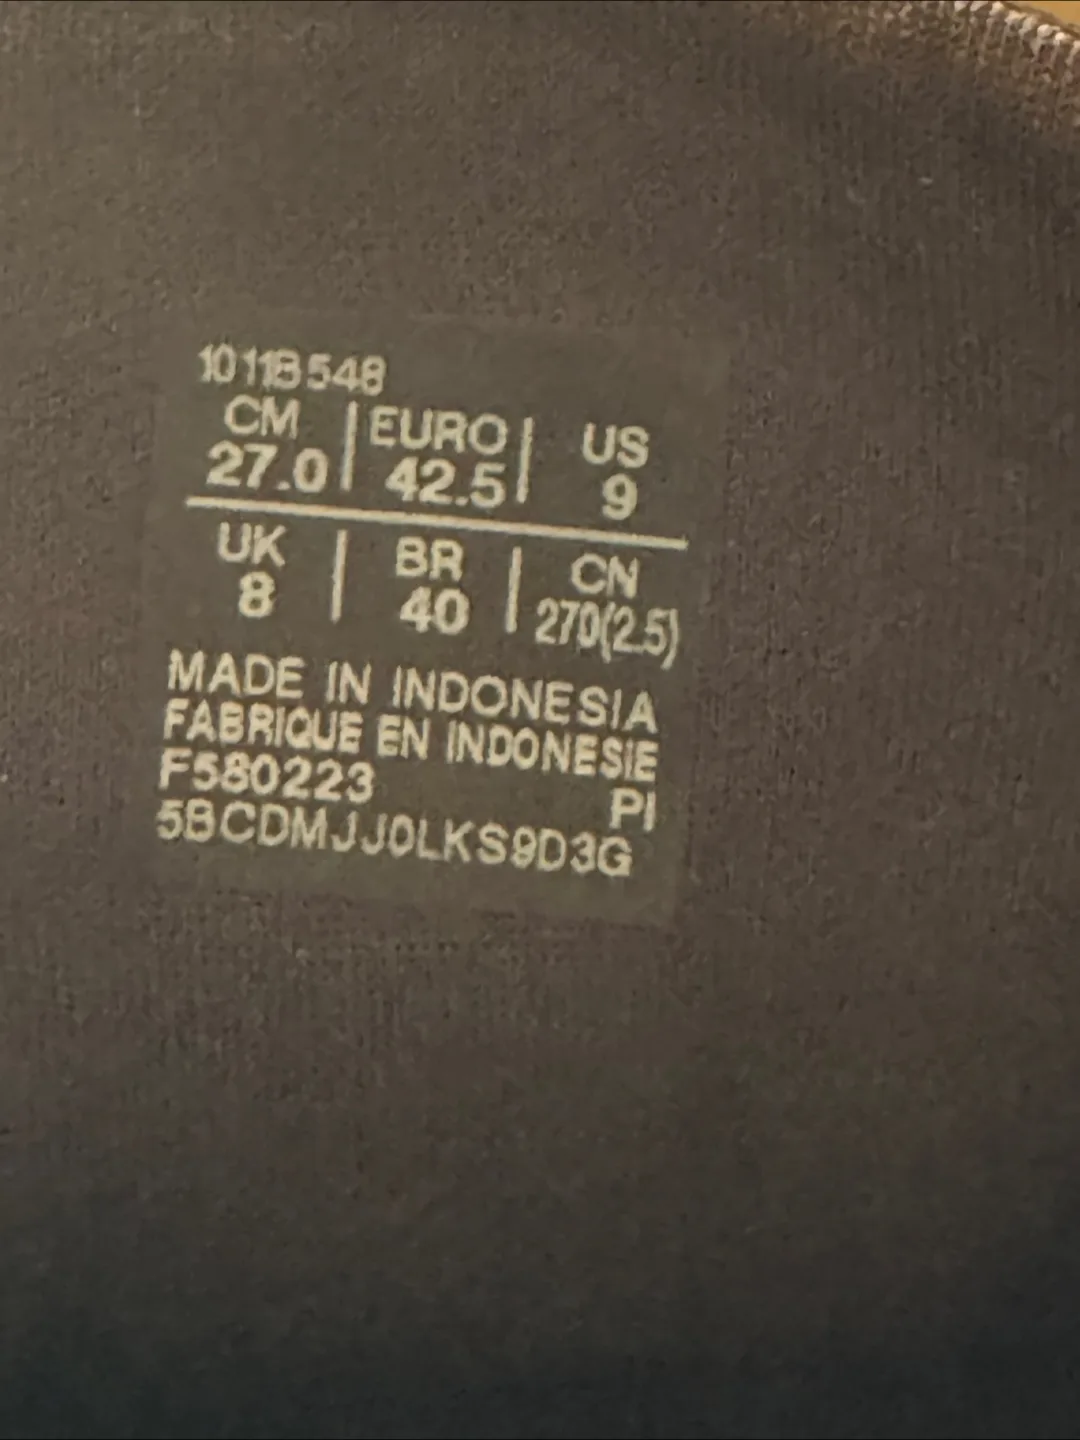 1011B548
CM | EURO | US
27.0 | 42.5 | 9
UK | BR | CN
8 | 40 | 270(2.5)
MADE IN INDONESIA
FABRIQUE EN INDONESIE
F580223 PI
5BCDMJJ0LKS9D3G